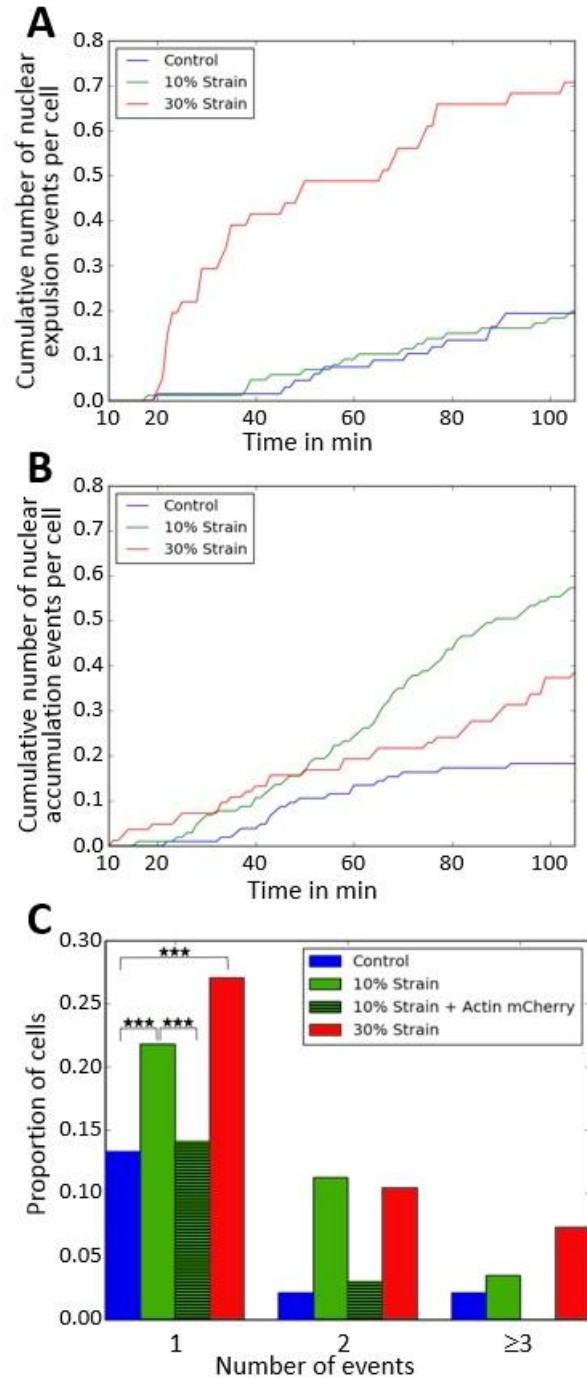 A
Cumulative number of nuclear
expulsion events per cell
0.8
0.7
0.6
0.5
0.4
0.3
0.2
0.1
0.0
Control
10% Strain
30% Strain
10 20 40 60 80 100
Time in min
B
Cumulative number of nuclear
accumulation events per cell
0.8
0.7
0.6
0.5
0.4
0.3
0.2
0.1
0.0
Control
10% Strain
30% Strain
10 20 40 60 80 100
Time in min
C
Proportion of cells
0.30
0.25
0.20
0.15
0.10
0.05
0.00
★★★
★★★ ★★★
Control
10% Strain
10% Strain + Actin mCherry
30% Strain
1 2 ≥3
Number of events